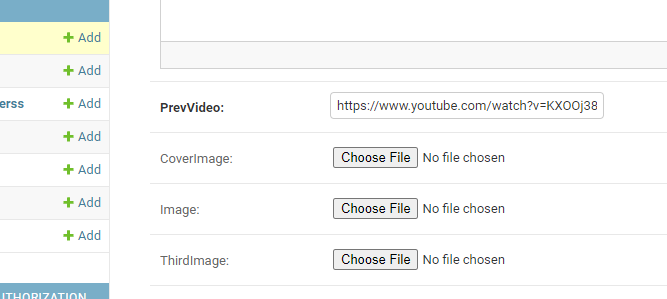 Add
Add
erss Add
Add
Add
Add
Add
UTHORIZATION
PrevVideo: https://www.youtube.com/watch?v=KXOOj38
CoverImage: Choose File No file chosen
Image: Choose File No file chosen
ThirdImage: Choose File No file chosen